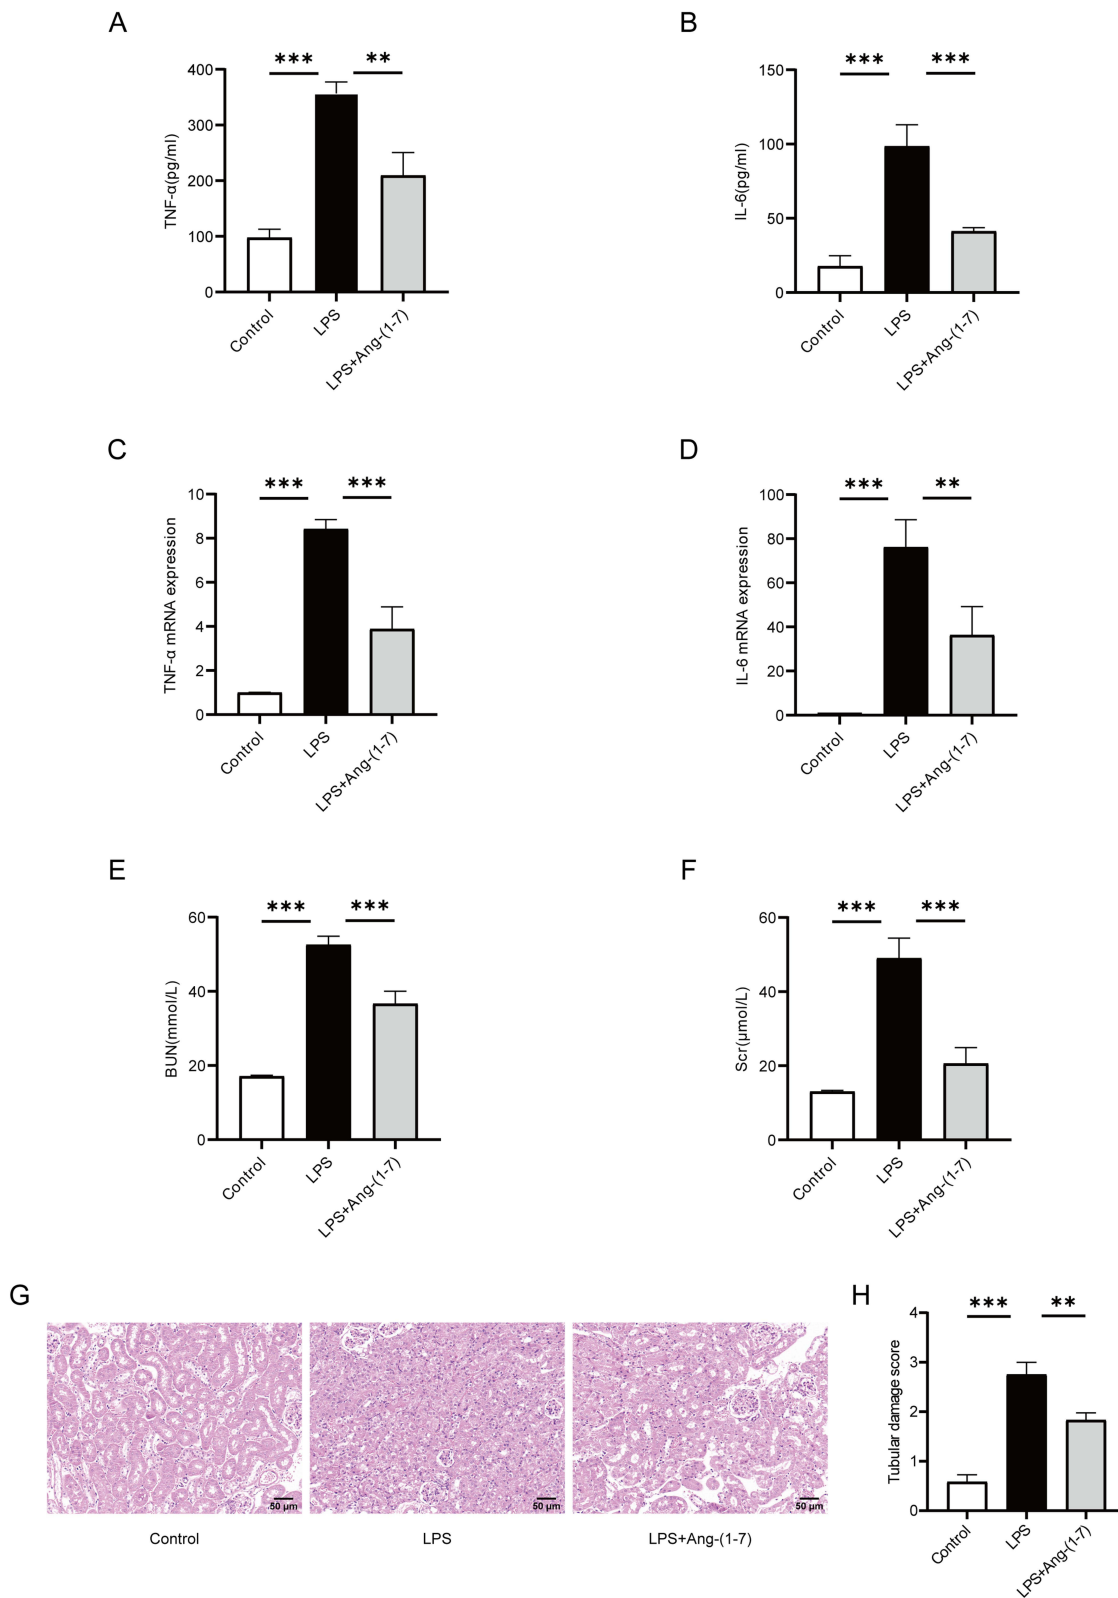 A
***
**
TNF-α(pg/ml)
400
300
200
100
0
Control
LPS
LPS+Ang-(1-7)
B
***
***
IL-6(pg/ml)
150
100
50
0
Control
LPS
LPS+Ang-(1-7)
C
***
***
TNF-α mRNA expression
10
8
6
4
2
0
Control
LPS
LPS+Ang-(1-7)
D
***
**
IL-6 mRNA expression
100
80
60
40
20
0
Control
LPS
LPS+Ang-(1-7)
E
***
***
BUN(mmol/L)
60
40
20
0
Control
LPS
LPS+Ang-(1-7)
F
***
***
Scr(μmol/L)
60
40
20
0
Control
LPS
LPS+Ang-(1-7)
G
50 μm
50 μm
50 μm
Control
LPS
LPS+Ang-(1-7)
H
***
**
Tubular damage score
4
3
2
1
0
Control
LPS
LPS+Ang-(1-7)